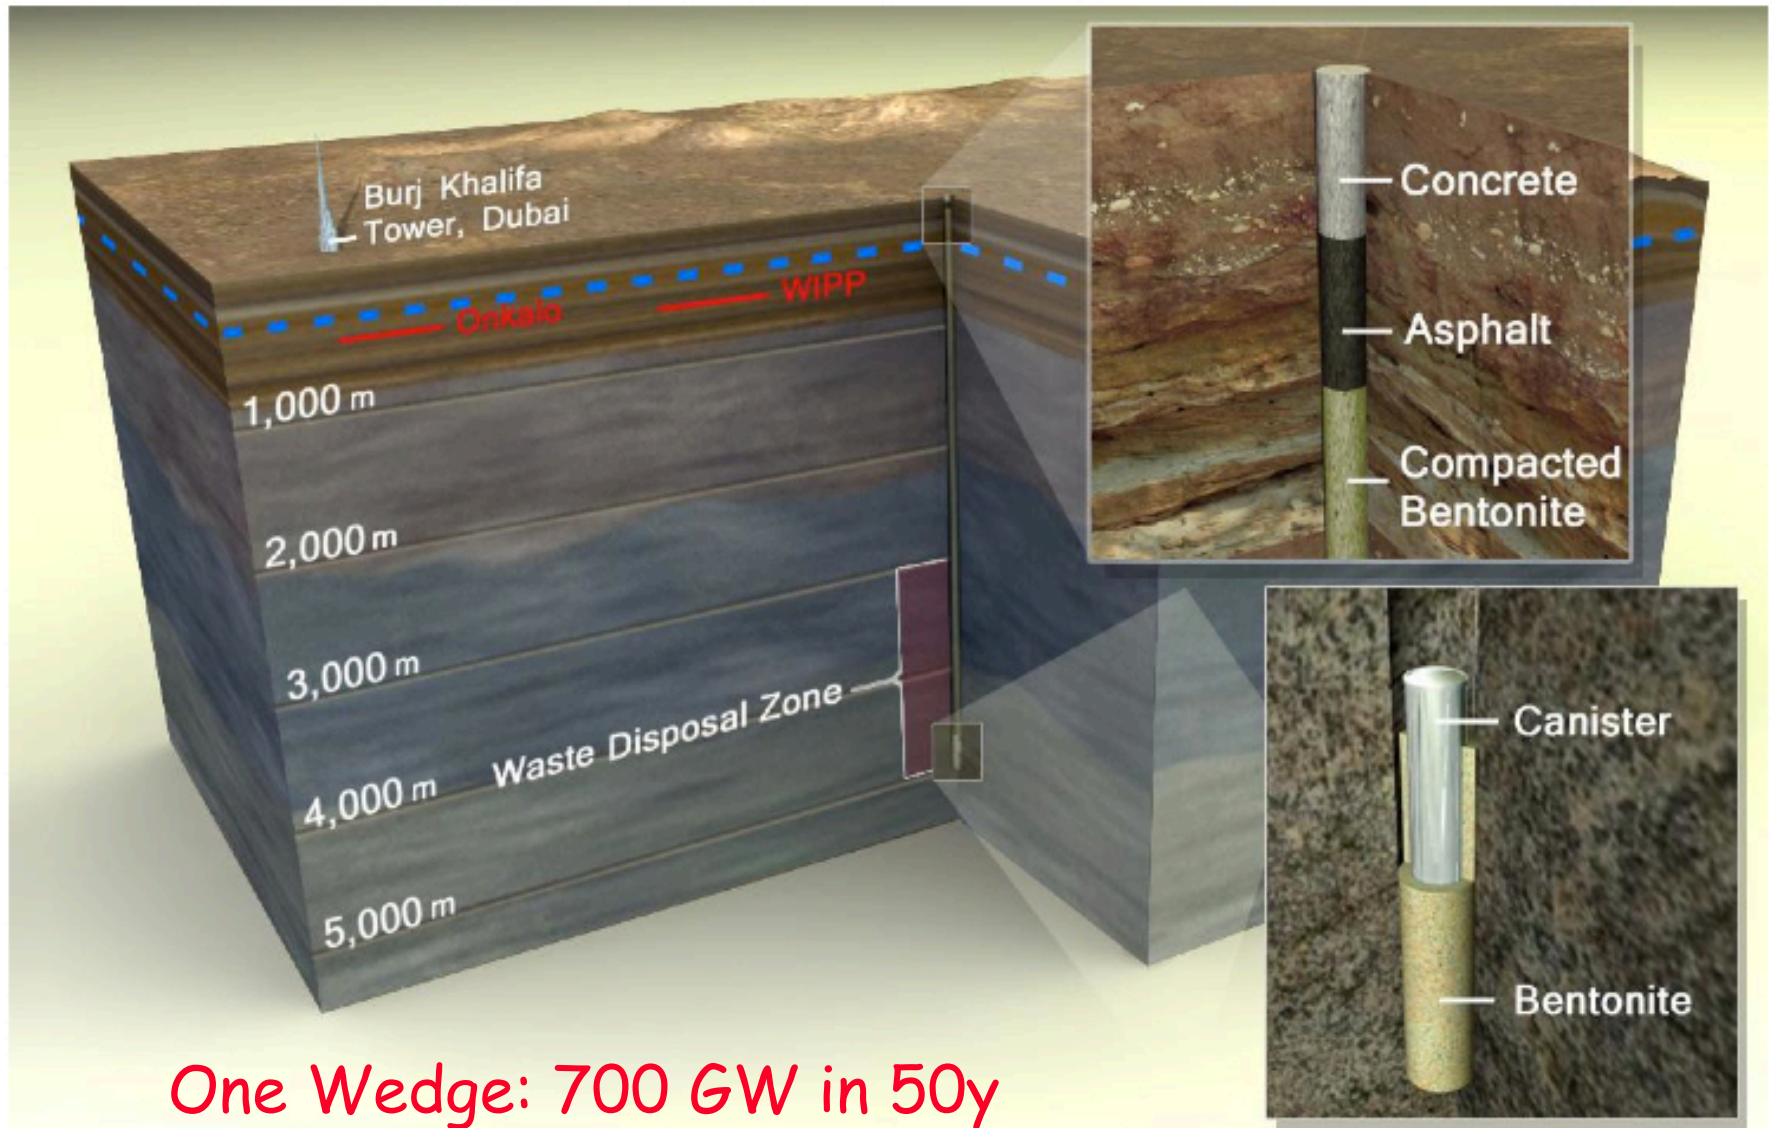 Burj Khalifa
Tower, Dubai
Onkalo
WIPP
1,000 m
2,000 m
3,000 m
4,000 m
5,000 m
Waste Disposal Zone
Concrete
Asphalt
Compacted
Bentonite
Canister
Bentonite
One Wedge: 700 GW in 50y